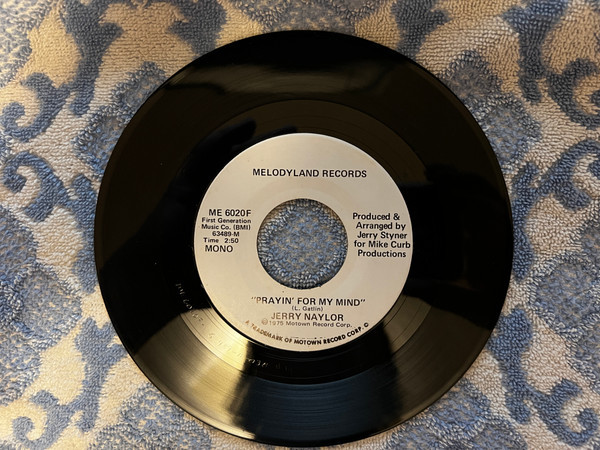 MELODYLAND RECORDS
ME 6020F
First Generation
Music Co. (BMI)
63489-M
Time 2:50
MONO
Produced &
Arranged by
Jerry Styner
for Mike Curb
Productions
"PRAYIN' FOR MY MIND"
(L. Gatlin)
JERRY NAYLOR
©1975 Motown Record Corp.
A TRADEMARK OF MOTOWN RECORD CORP. ©